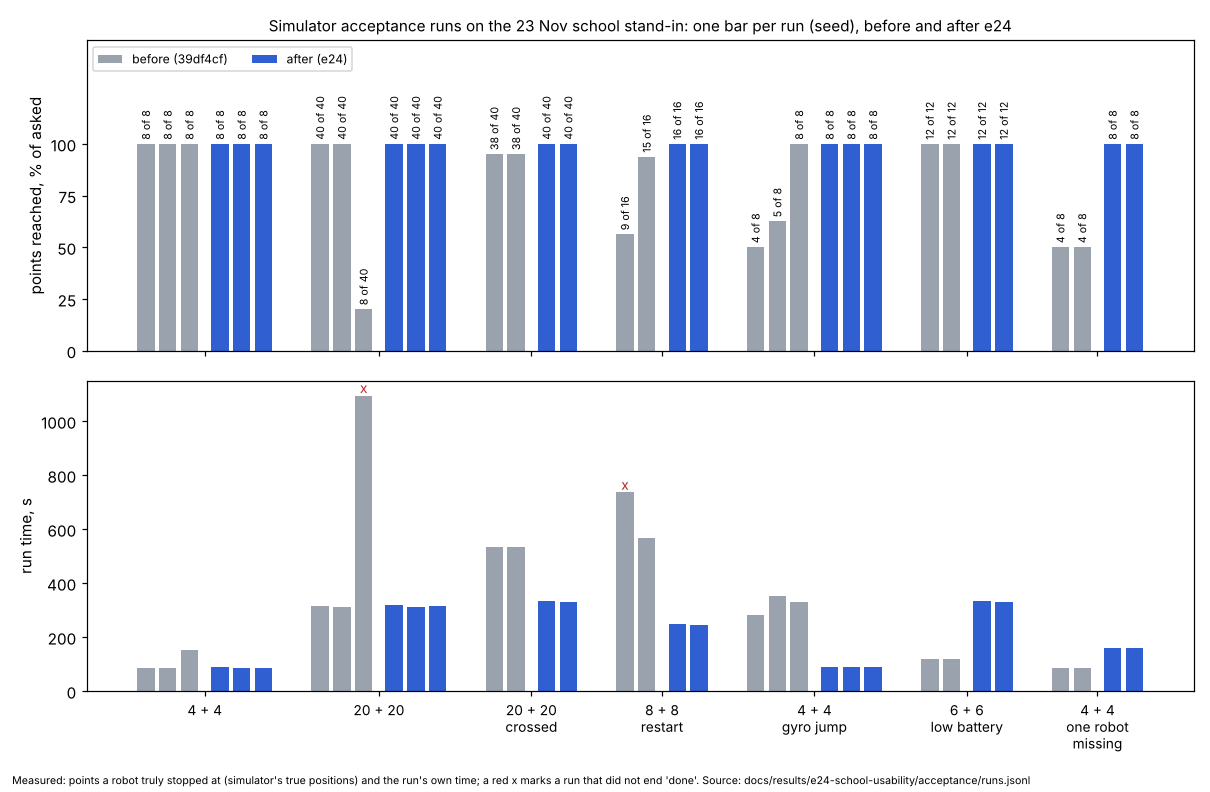 Simulator acceptance runs on the 23 Nov school stand-in: one bar per run (seed), before and after e24
before (39df4cf)
after (e24)
points reached, % of asked
100
75
50
25
0
8 of 8
8 of 8
8 of 8
8 of 8
8 of 8
8 of 8
40 of 40
40 of 40
8 of 40
40 of 40
40 of 40
40 of 40
38 of 40
38 of 40
40 of 40
40 of 40
9 of 16
15 of 16
16 of 16
16 of 16
4 of 8
5 of 8
8 of 8
8 of 8
8 of 8
8 of 8
12 of 12
12 of 12
12 of 12
12 of 12
4 of 8
4 of 8
8 of 8
8 of 8
run time, s
1000
800
600
400
200
0
x
x
4 + 4
20 + 20
20 + 20
crossed
8 + 8
restart
4 + 4
gyro jump
6 + 6
low battery
4 + 4
one robot
missing
Measured: points a robot truly stopped at (simulator's true positions) and the run's own time; a red x marks a run that did not end 'done'. Source: docs/results/e24-school-usability/acceptance/runs.jsonl